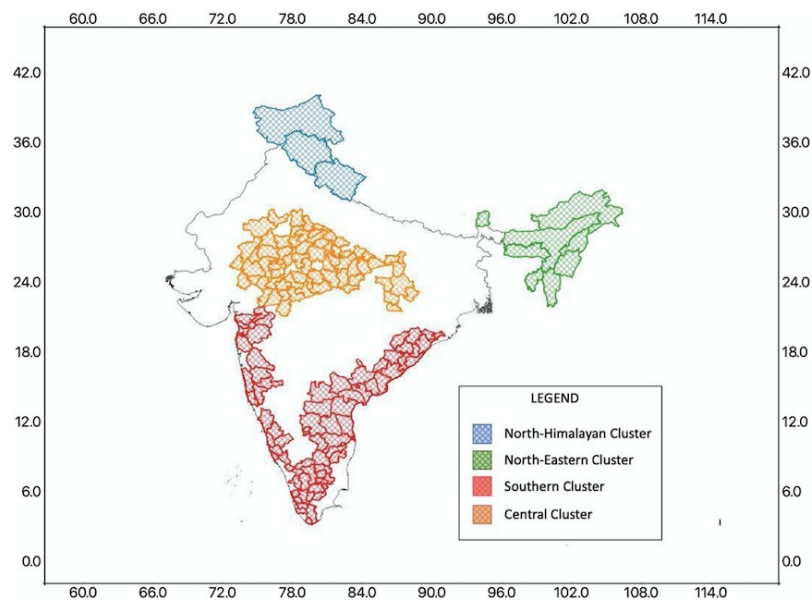 60.0 66.0 72.0 78.0 84.0 90.0 96.0 102.0 108.0 114.0
42.0 42.0
36.0 36.0
30.0 30.0
24.0 24.0
18.0 18.0
12.0 12.0
LEGEND
North-Himalayan Cluster
North-Eastern Cluster
6.0 6.0
Southern Cluster
Central Cluster
0.0 0.0
60.0 66.0 72.0 78.0 84.0 90.0 96.0 102.0 108.0 114.0